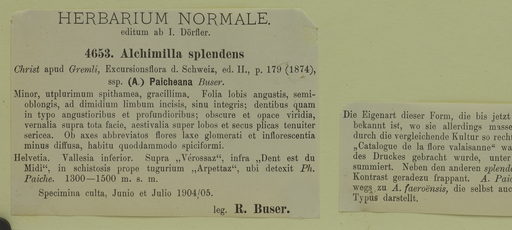 HERBARIUM NORMALE.
editum ab I. Dörfler.
4653. Alchimilla splendens
Christ apud Gremli, Excursionsflora d. Schweiz, ed. II., p. 179 (1874),
ssp. (A.) Paicheana Buser.
Minor, utplurimum spithamea, gracillima. Folia lobis angustis, semi-
oblongis, ad dimidium limbum incisis, sinu integris; dentibus quam
in typo angustioribus et profundioribus; obscure et opace viridia,
vernalia supra tota facie, aestivalia super lobos et secus plicas tenuiter
sericea. Ob axes abbreviatos flores laxe glomerati et inflorescentia
minus diffusa, habitu quoddammodo spiciformi.
Helvetia. Vallesia inferior. Supra „Vérossaz", infra „Dent est du
Midi", in schistosis prope tugurium „Arpettaz", ubi detexit Ph.
Paiche. 1300—1500 m. s. m.
Specimina culta, Junio et Julio 1904/05.
leg. R. Buser.
Die Eigenart dieser Form, die bis jetzt
bekannt ist, wo sie allerdings masse
durch die vergleichende Kultur so recht
„Catalogue de la flore valaisanne" wa
des Druckes gebracht wurde, unter
summiert. Neben den anderen splende
Kontrast geradezu frappant. A. Paic
wegs zu A. faeroënsis, die selbst auc
Typus darstellt.